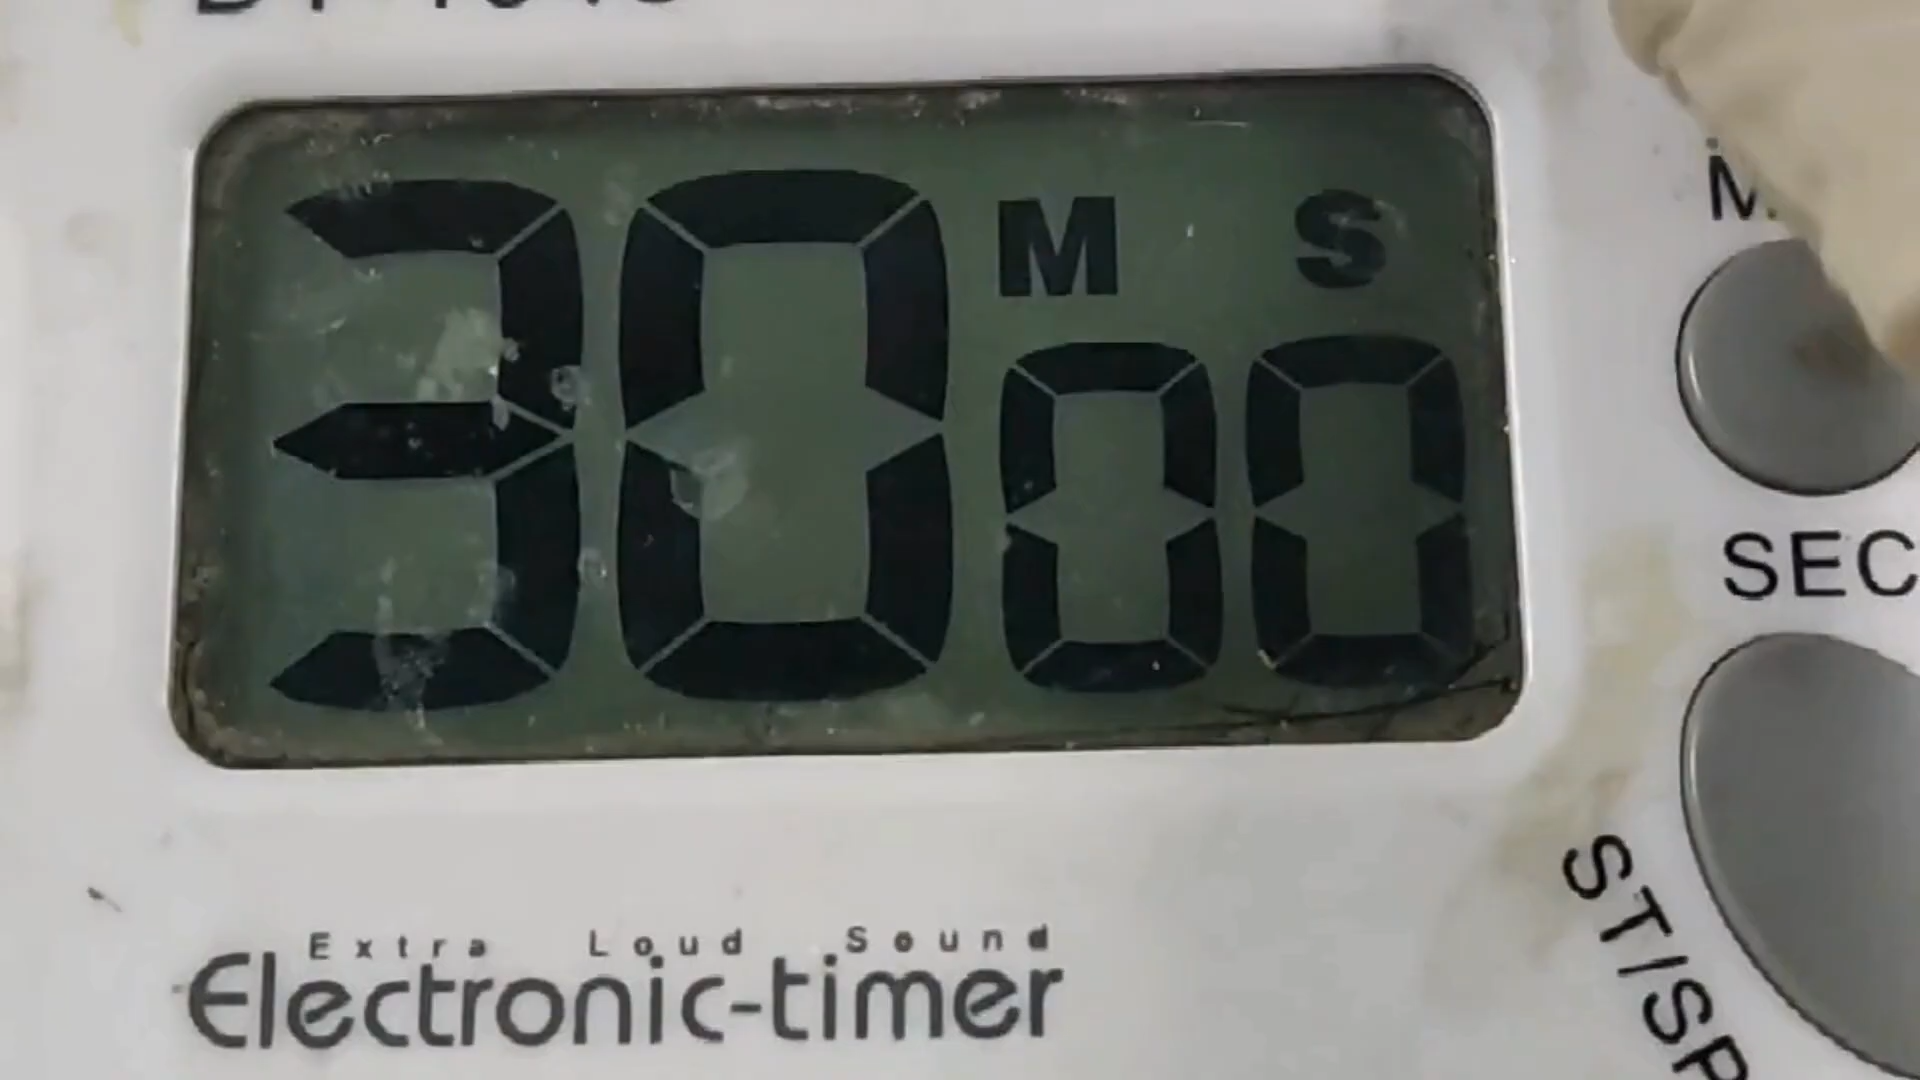 M S
30 00
SEC
ST/SP
Extra Loud Sound
Electronic-timer